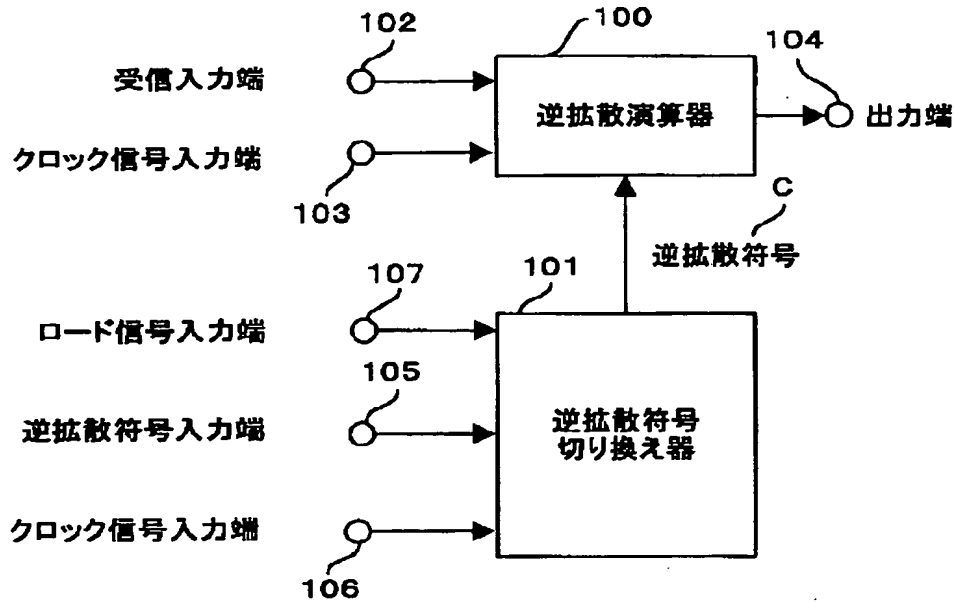 100
102
104
受信入力端
逆拡散演算器
出力端
クロック信号入力端
103
C
逆拡散符号
101
107
ロード信号入力端
105
逆拡散符号入力端
逆拡散符号
切り換え器
クロック信号入力端
106